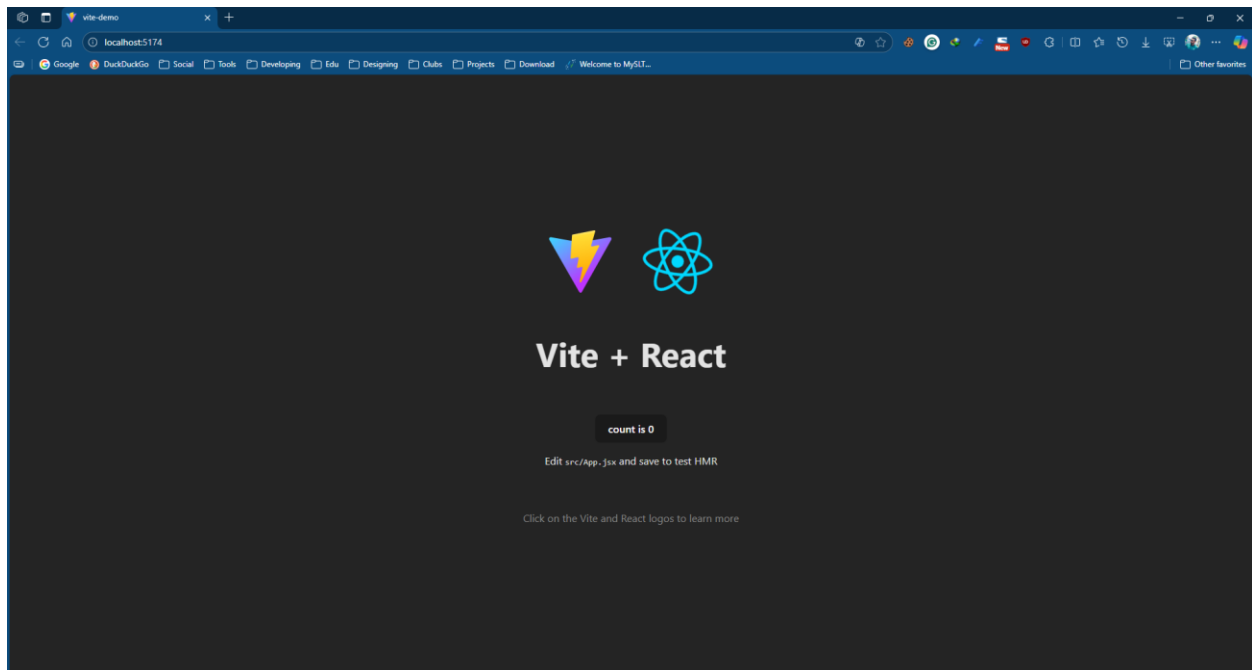 vite-demo
localhost:5174
New
Google DuckDuckGo Social Tools Developing Edu Designing Clubs Projects Download Welcome to MySLT... Other favorites
Vite + React
count is 0
Edit src/App.jsx and save to test HMR
Click on the Vite and React logos to learn more